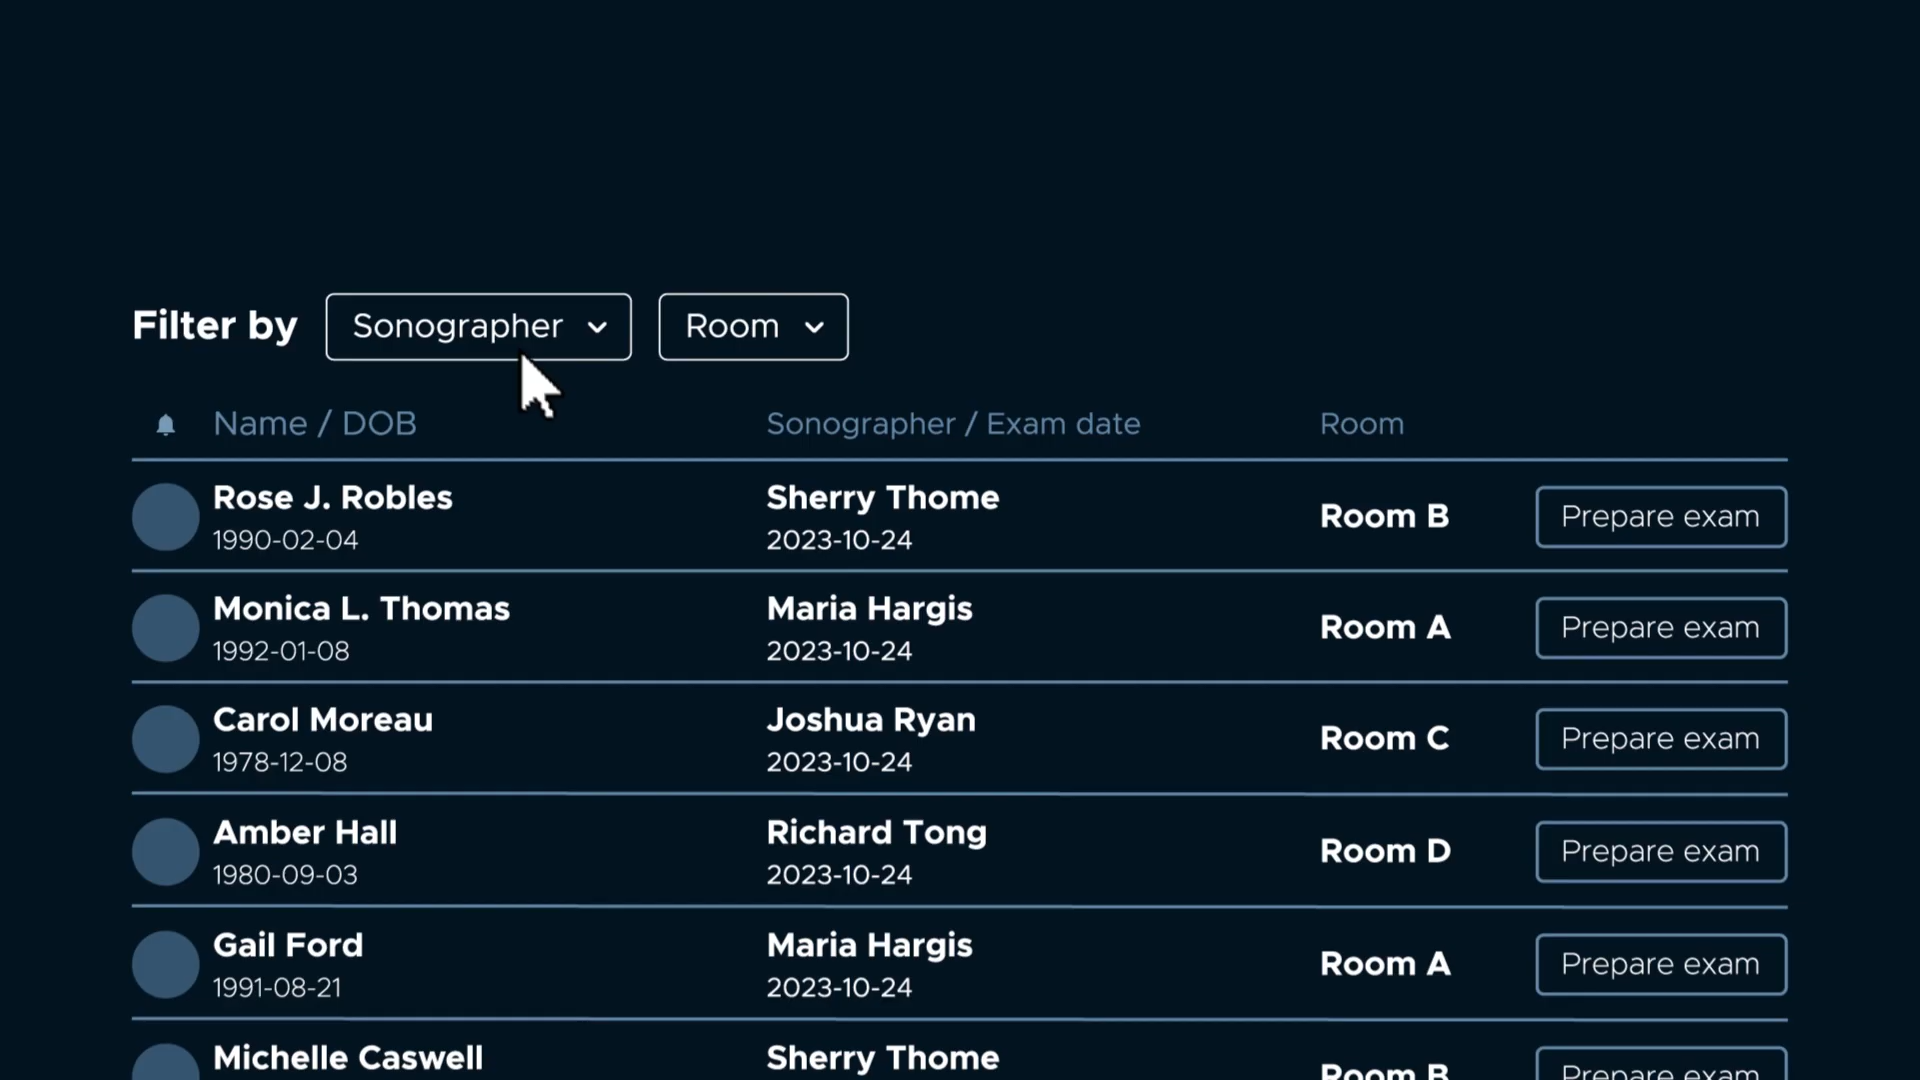 Filter by Sonographer Room
Name / DOB Sonographer / Exam date Room
Rose J. Robles Sherry Thome Room B Prepare exam
1990-02-04 2023-10-24
Monica L. Thomas Maria Hargis Room A Prepare exam
1992-01-08 2023-10-24
Carol Moreau Joshua Ryan Room C Prepare exam
1978-12-08 2023-10-24
Amber Hall Richard Tong Room D Prepare exam
1980-09-03 2023-10-24
Gail Ford Maria Hargis Room A Prepare exam
1991-08-21 2023-10-24
Michelle Caswell Sherry Thome Room B Prepare exam